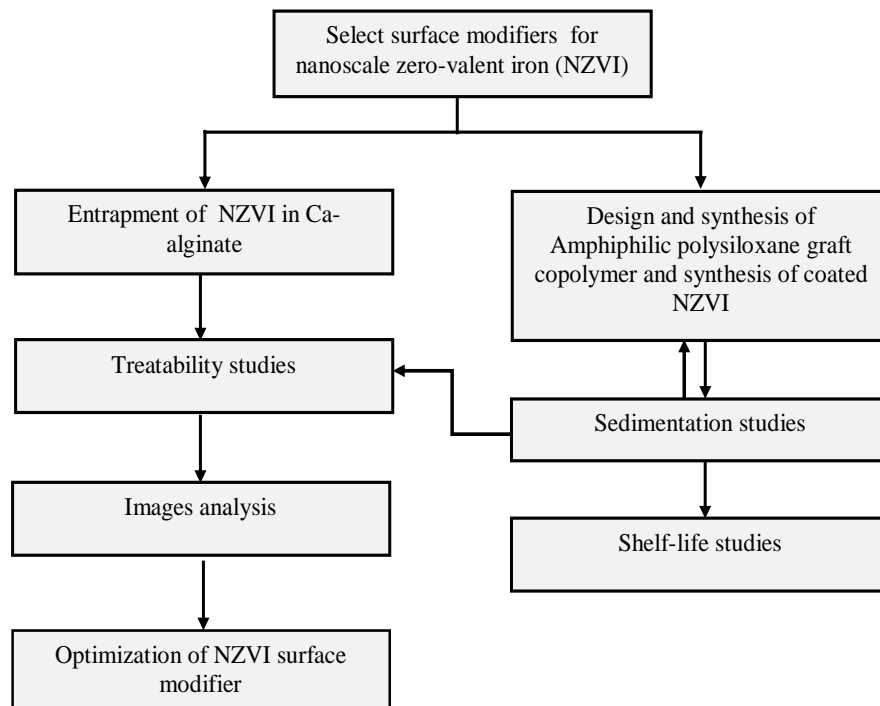 Select surface modifiers for
nanoscale zero-valent iron (NZVI)
Entrapment of NZVI in Ca-
alginate
Design and synthesis of
Amphiphilic polysiloxane graft
copolymer and synthesis of coated
NZVI
Treatability studies
Sedimentation studies
Images analysis
Shelf-life studies
Optimization of NZVI surface
modifier